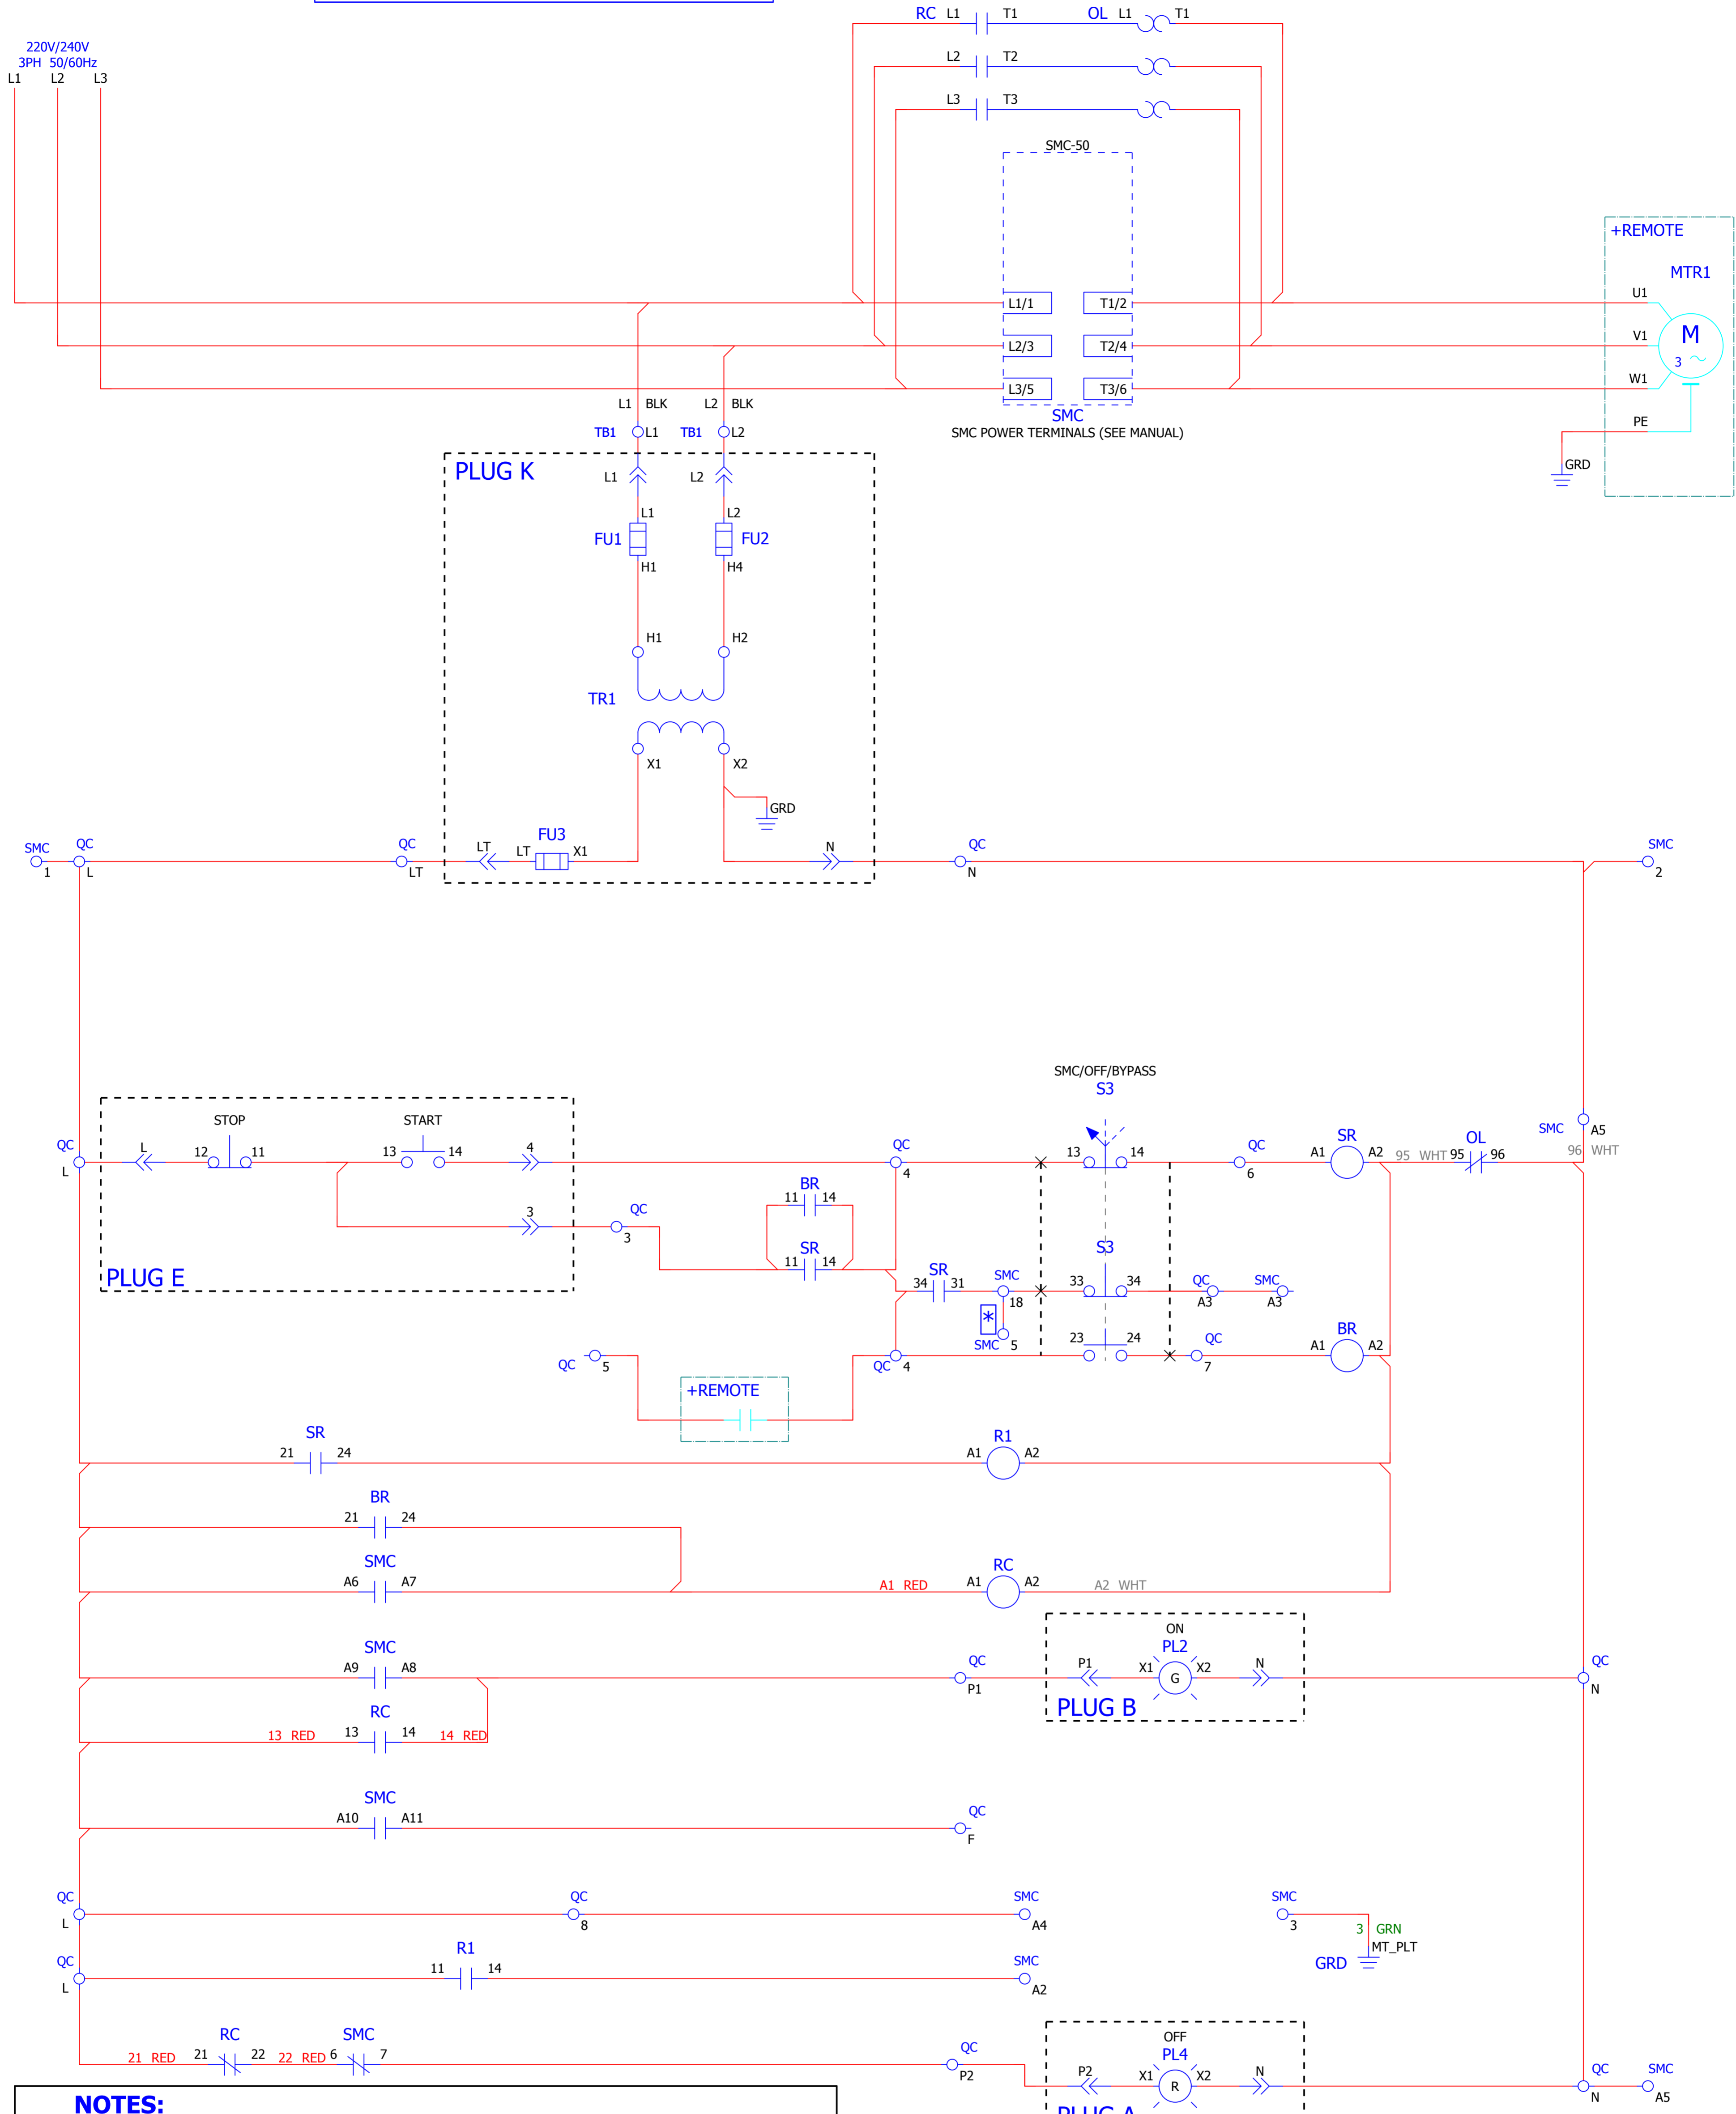 RC L1 T1 OL L1 T1
220V/240V
3PH 50/60Hz
L1 L2 L3
L2 T2
L3 T3
SMC-50
+REMOTE
MTR1
L1/1 T1/2 U1
M
3
L2/3 T2/4 V1
L3/5 T3/6 W1
L1 BLK L2 BLK
SMC
SMC POWER TERMINALS (SEE MANUAL)
PE
TB1 L1 TB1 L2
GRD
PLUG K
L1 L2
L1 L2
FU1 FU2
H1 H4
H1 H2
TR1
X1 X2
GRD
SMC QC QC FU3 QC SMC
LT LT X1 N
1 L LT N 2
SMC/OFF/BYPASS
S3
STOP START
SMC A5
QC L 12 11 13 14 4 QC 13 14 QC SR OL
A1 A2 95 WHT 95 96 96 WHT
L 4 6
BR
11 14
3 QC
3
SR
11 14
S3
PLUG E
SR SMC QC SMC
34 31 33 34
18 A3 A3
*
SMC 5
23 24 QC BR
A1 A2
QC 5 QC 4 7
+REMOTE
SR R1
21 24 A1 A2
BR
21 24
SMC RC
A6 A7 A1 RED A1 A2 A2 WHT
ON
SMC PL2
A9 A8 QC P1 X1 G X2 N QC
P1 N
PLUG B
RC
13 RED 13 14 14 RED
SMC
A10 A11 QC
F
QC QC SMC SMC
L 8 A4 3
3 GRN
MT_PLT
GRD
QC R1 SMC
11 14
L A2
OFF
RC SMC PL4
21 RED 21 22 22 RED 6 7 QC P2 X1 R X2 N QC SMC
P2 N A5
NOTES:
PLUG A